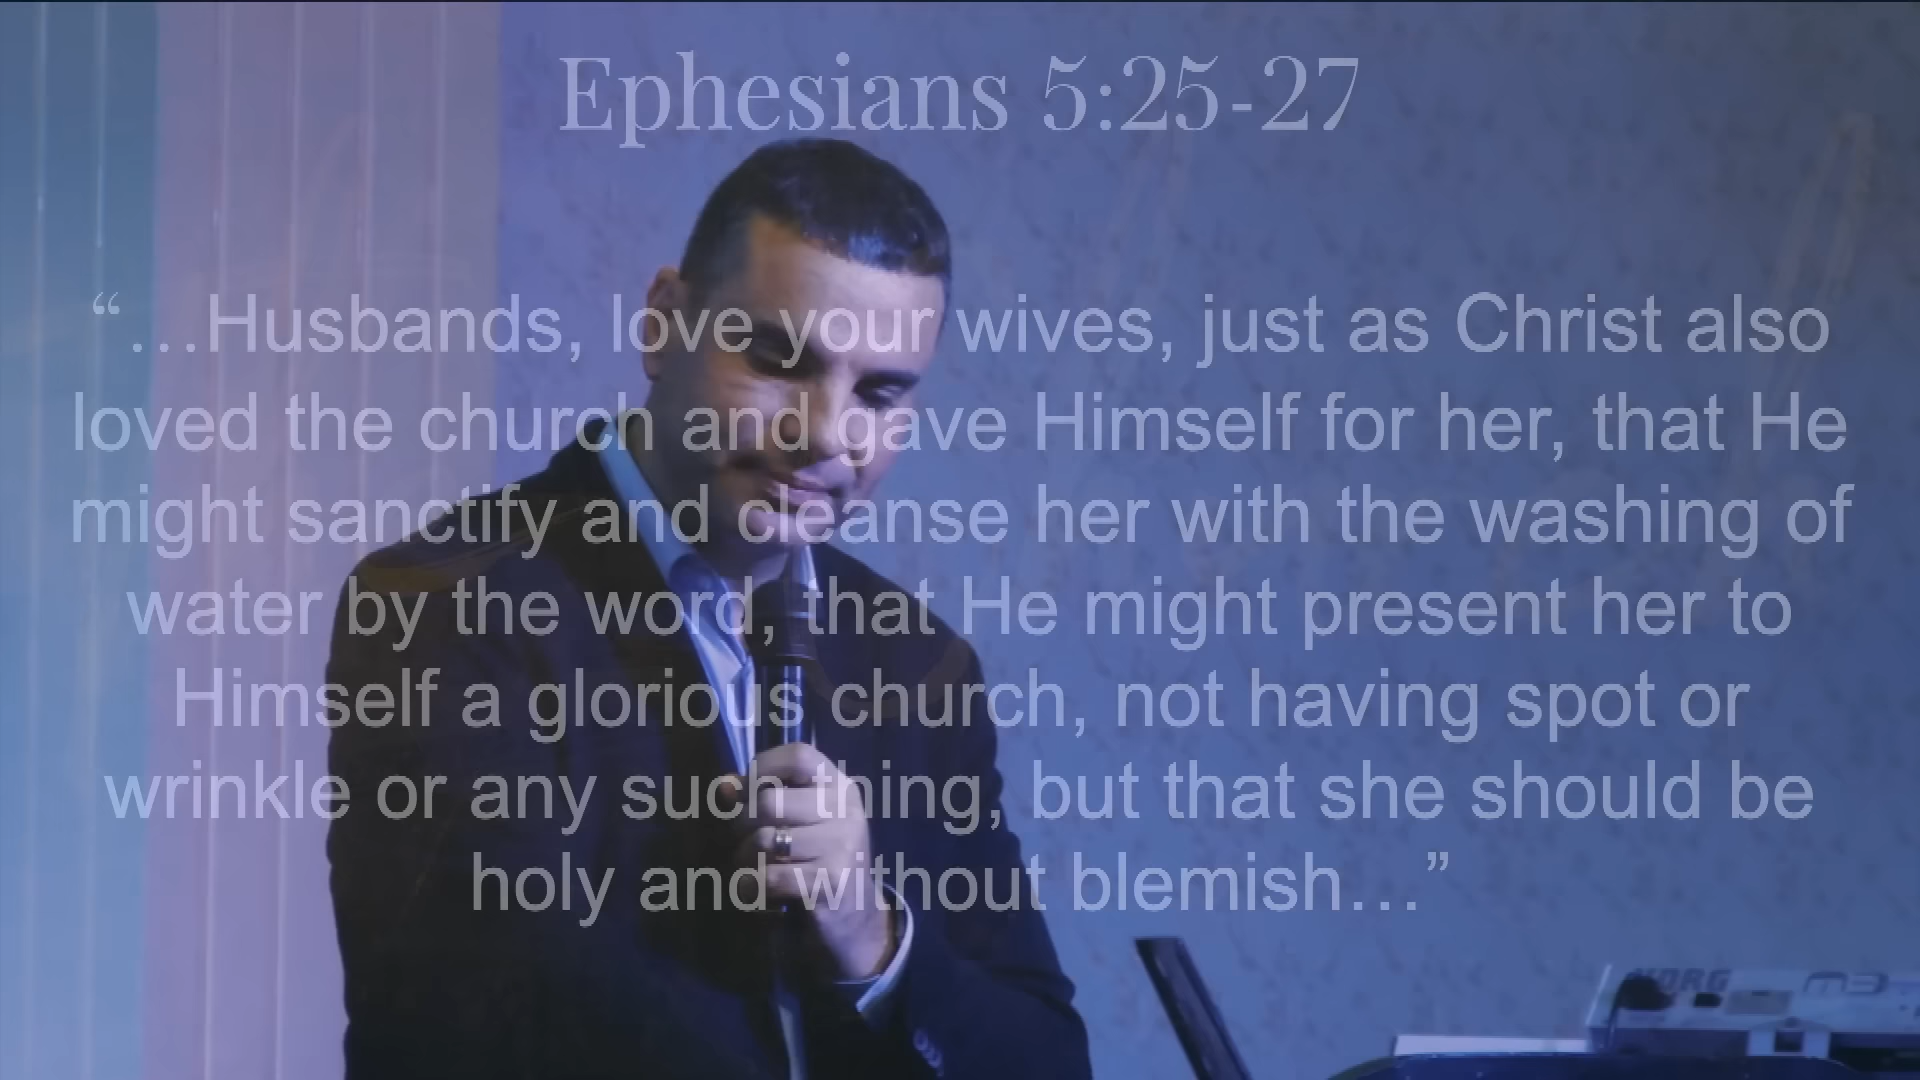 Ephesians 5:25-27
“…Husbands, love your wives, just as Christ also
loved the church and gave Himself for her, that He
might sanctify and cleanse her with the washing of
water by the word, that He might present her to
Himself a glorious church, not having spot or
wrinkle or any such thing, but that she should be
holy and without blemish…”
KORG M3